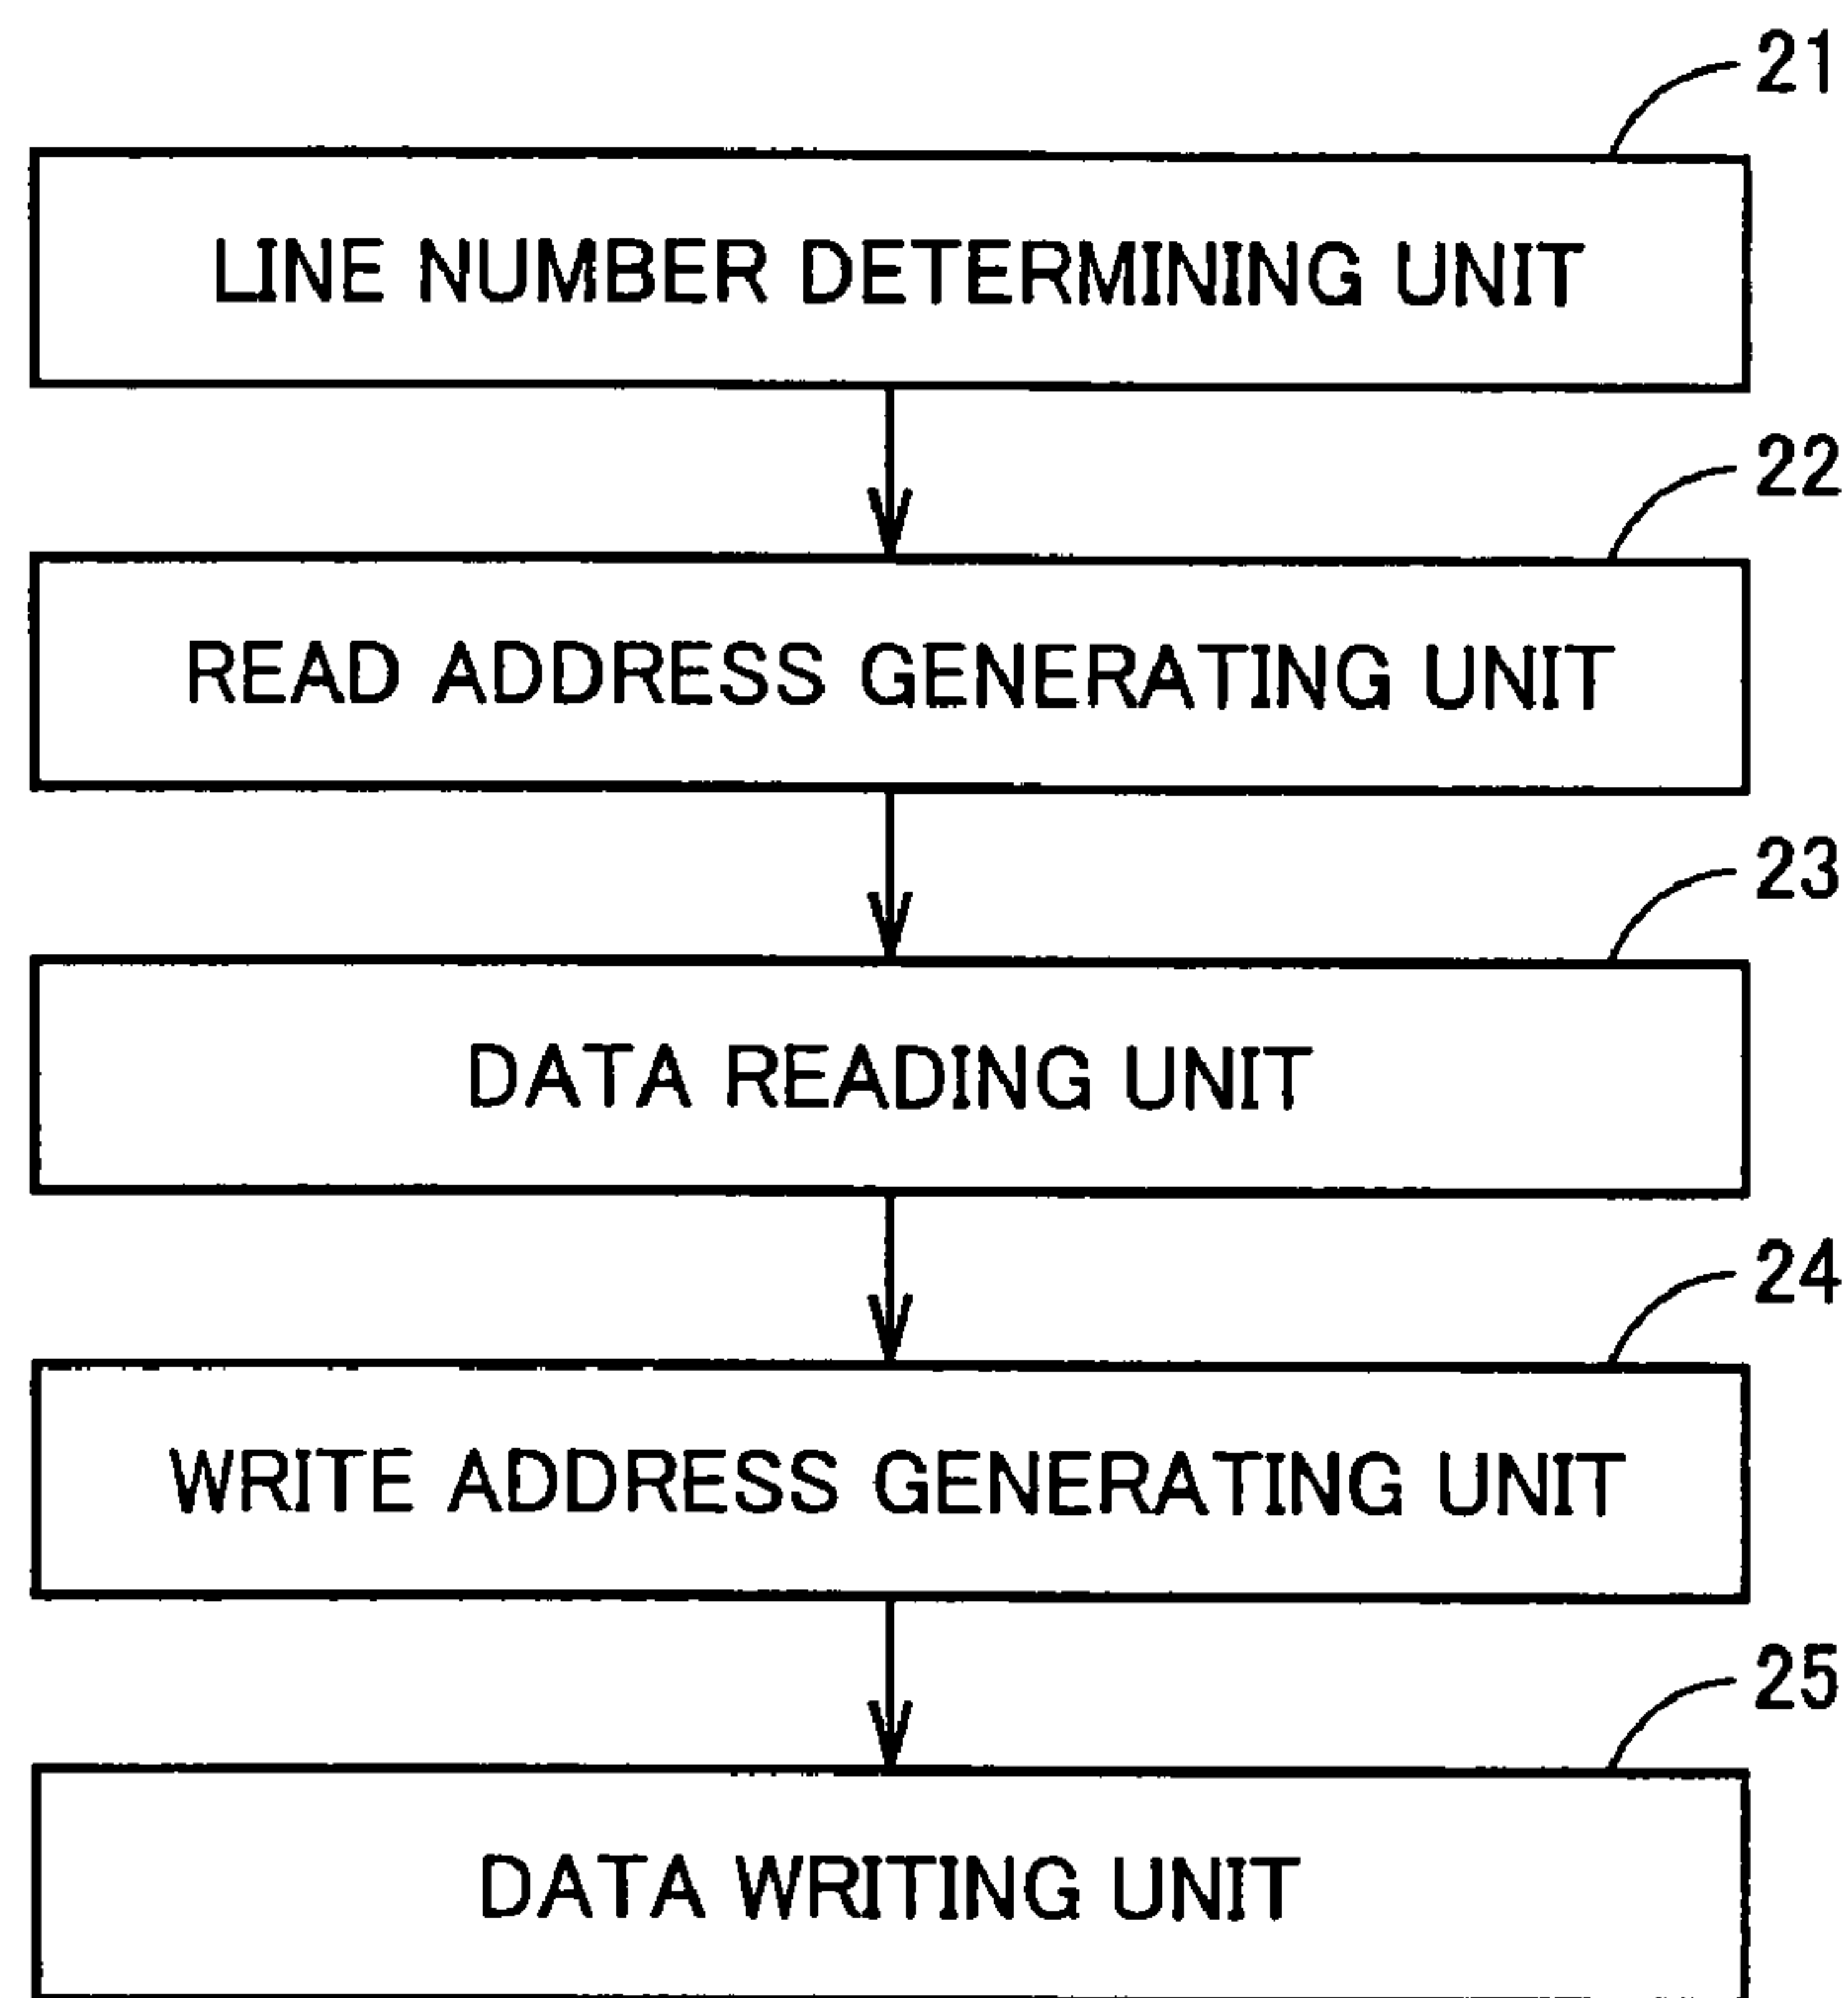 21
LINE NUMBER DETERMINING UNIT
22
READ ADDRESS GENERATING UNIT
23
DATA READING UNIT
24
WRITE ADDRESS GENERATING UNIT
25
DATA WRITING UNIT